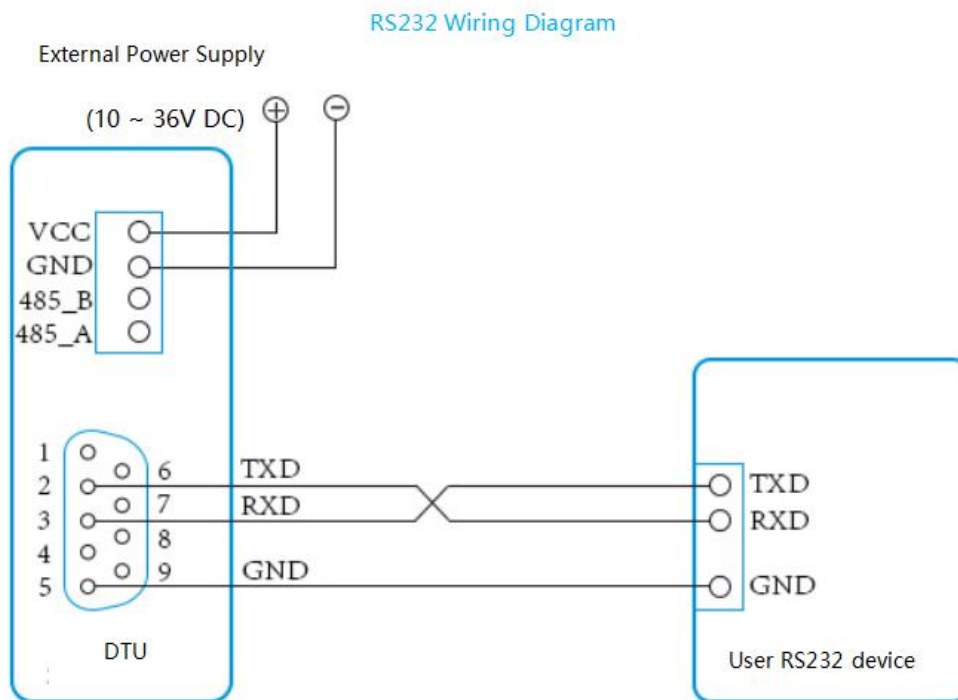 RS232 Wiring Diagram
External Power Supply
(10 ~ 36V DC) + −
VCC
GND
485_B
485_A
1
6 TXD
2
7 RXD
3
8
4
9 GND
5
TXD
RXD
GND
DTU
User RS232 device